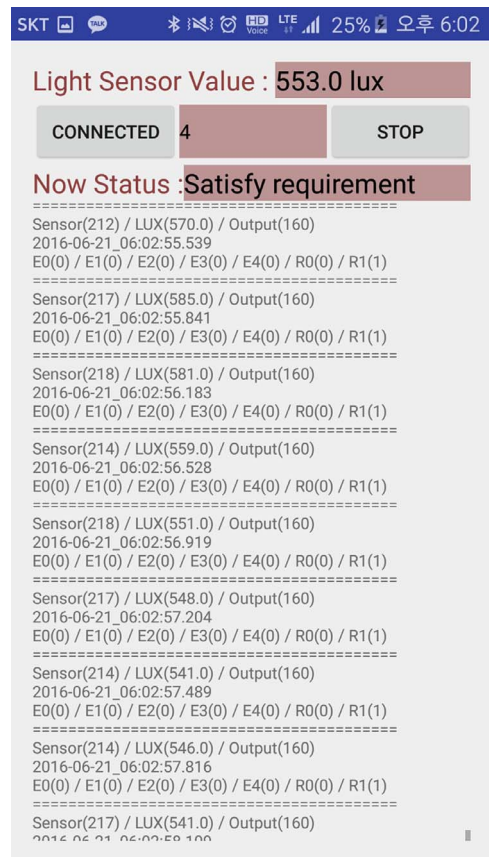 SKT TALK HD Voice LTE 25% 오후 6:02
Light Sensor Value : 553.0 lux
CONNECTED 4 STOP
Now Status :Satisfy requirement
==========================================
Sensor(212) / LUX(570.0) / Output(160)
2016-06-21_06:02:55.539
E0(0) / E1(0) / E2(0) / E3(0) / E4(0) / R0(0) / R1(1)
==========================================
Sensor(217) / LUX(585.0) / Output(160)
2016-06-21_06:02:55.841
E0(0) / E1(0) / E2(0) / E3(0) / E4(0) / R0(0) / R1(1)
==========================================
Sensor(218) / LUX(581.0) / Output(160)
2016-06-21_06:02:56.183
E0(0) / E1(0) / E2(0) / E3(0) / E4(0) / R0(0) / R1(1)
==========================================
Sensor(214) / LUX(559.0) / Output(160)
2016-06-21_06:02:56.528
E0(0) / E1(0) / E2(0) / E3(0) / E4(0) / R0(0) / R1(1)
==========================================
Sensor(218) / LUX(551.0) / Output(160)
2016-06-21_06:02:56.919
E0(0) / E1(0) / E2(0) / E3(0) / E4(0) / R0(0) / R1(1)
==========================================
Sensor(217) / LUX(548.0) / Output(160)
2016-06-21_06:02:57.204
E0(0) / E1(0) / E2(0) / E3(0) / E4(0) / R0(0) / R1(1)
==========================================
Sensor(214) / LUX(541.0) / Output(160)
2016-06-21_06:02:57.489
E0(0) / E1(0) / E2(0) / E3(0) / E4(0) / R0(0) / R1(1)
==========================================
Sensor(214) / LUX(546.0) / Output(160)
2016-06-21_06:02:57.816
E0(0) / E1(0) / E2(0) / E3(0) / E4(0) / R0(0) / R1(1)
==========================================
Sensor(217) / LUX(541.0) / Output(160)